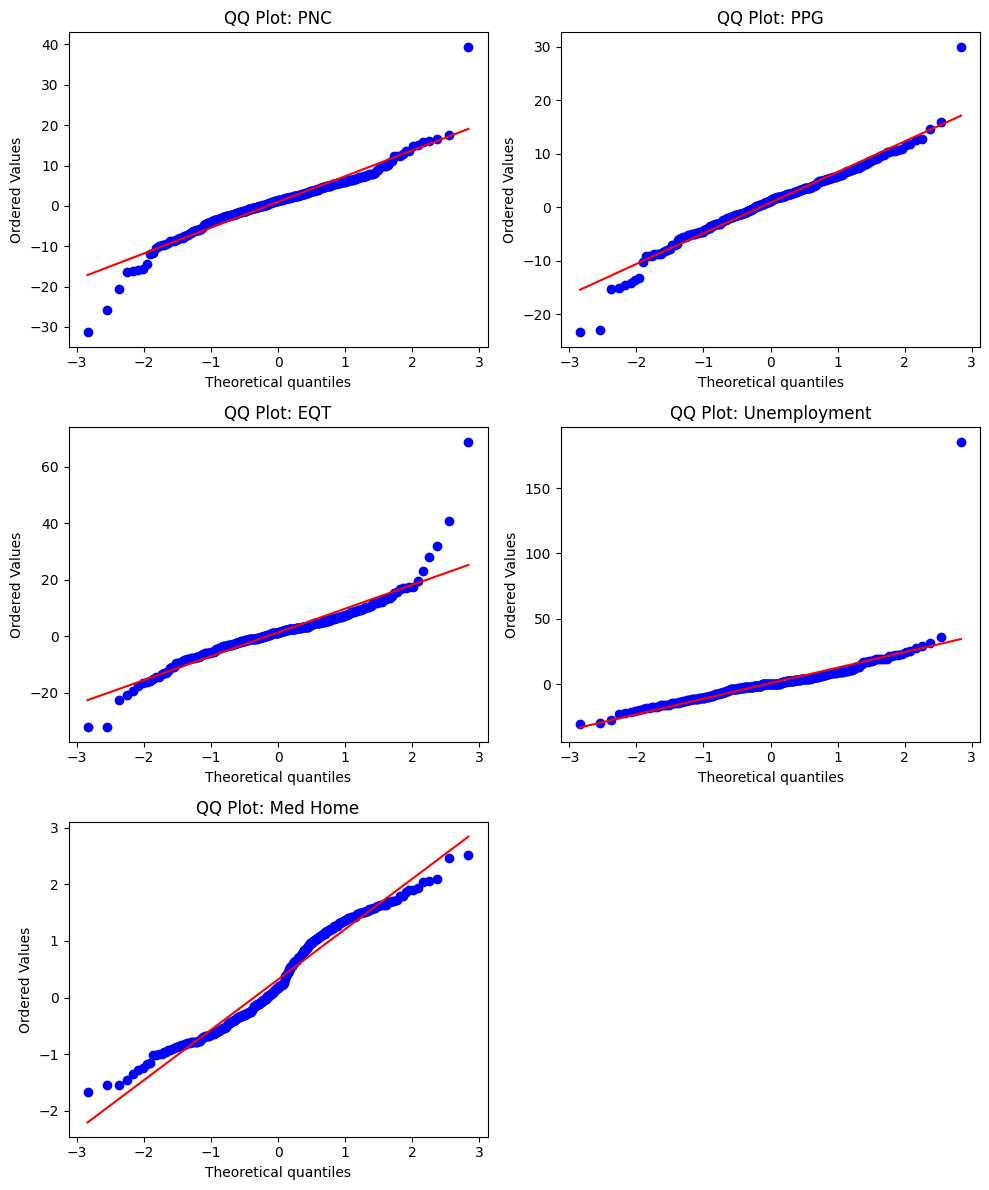 QQ Plot: PNC
40
30
20
10
0
−10
−20
−30
Ordered Values
−3 −2 −1 0 1 2 3
Theoretical quantiles
QQ Plot: PPG
30
20
10
0
−10
−20
Ordered Values
−3 −2 −1 0 1 2 3
Theoretical quantiles
QQ Plot: EQT
60
40
20
0
−20
Ordered Values
−3 −2 −1 0 1 2 3
Theoretical quantiles
QQ Plot: Unemployment
150
100
50
0
Ordered Values
−3 −2 −1 0 1 2 3
Theoretical quantiles
QQ Plot: Med Home
3
2
1
0
−1
−2
Ordered Values
−3 −2 −1 0 1 2 3
Theoretical quantiles